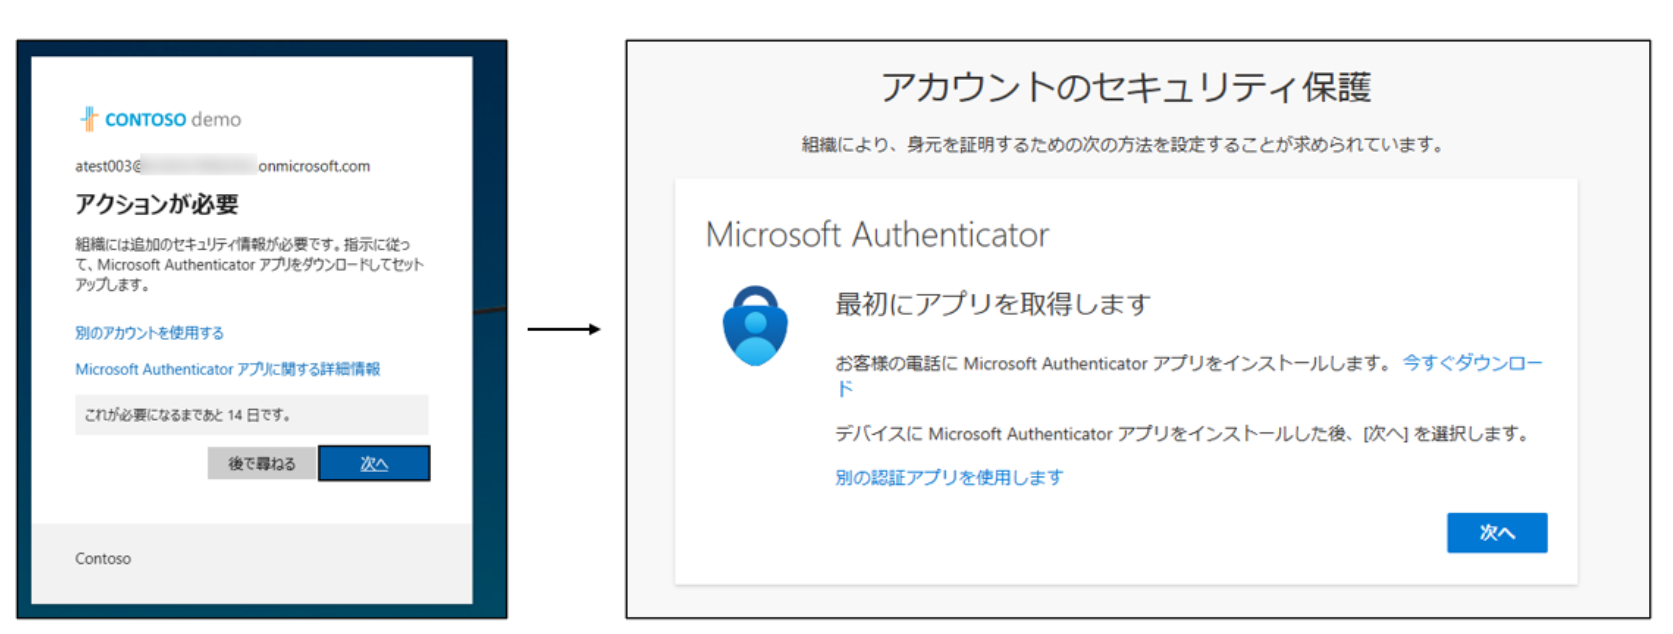 CONTOSO demo
atest003@
onmicrosoft.com
アクションが必要
組織には追加のセキュリティ情報が必要です。指示に従っ
て、Microsoft Authenticator アプリをダウンロードしてセット
アップします。
別のアカウントを使用する
Microsoft Authenticator アプリに関する詳細情報
これが必要になるまであと 14 日です。
後で尋ねる
次へ
Contoso
アカウントのセキュリティ保護
組織により、身元を証明するための次の方法を設定することが求められています。
Microsoft Authenticator
最初にアプリを取得します
お客様の電話に Microsoft Authenticator アプリをインストールします。 今すぐダウンロー
ド
デバイスに Microsoft Authenticator アプリをインストールした後、[次へ] を選択します。
別の認証アプリを使用します
次へ